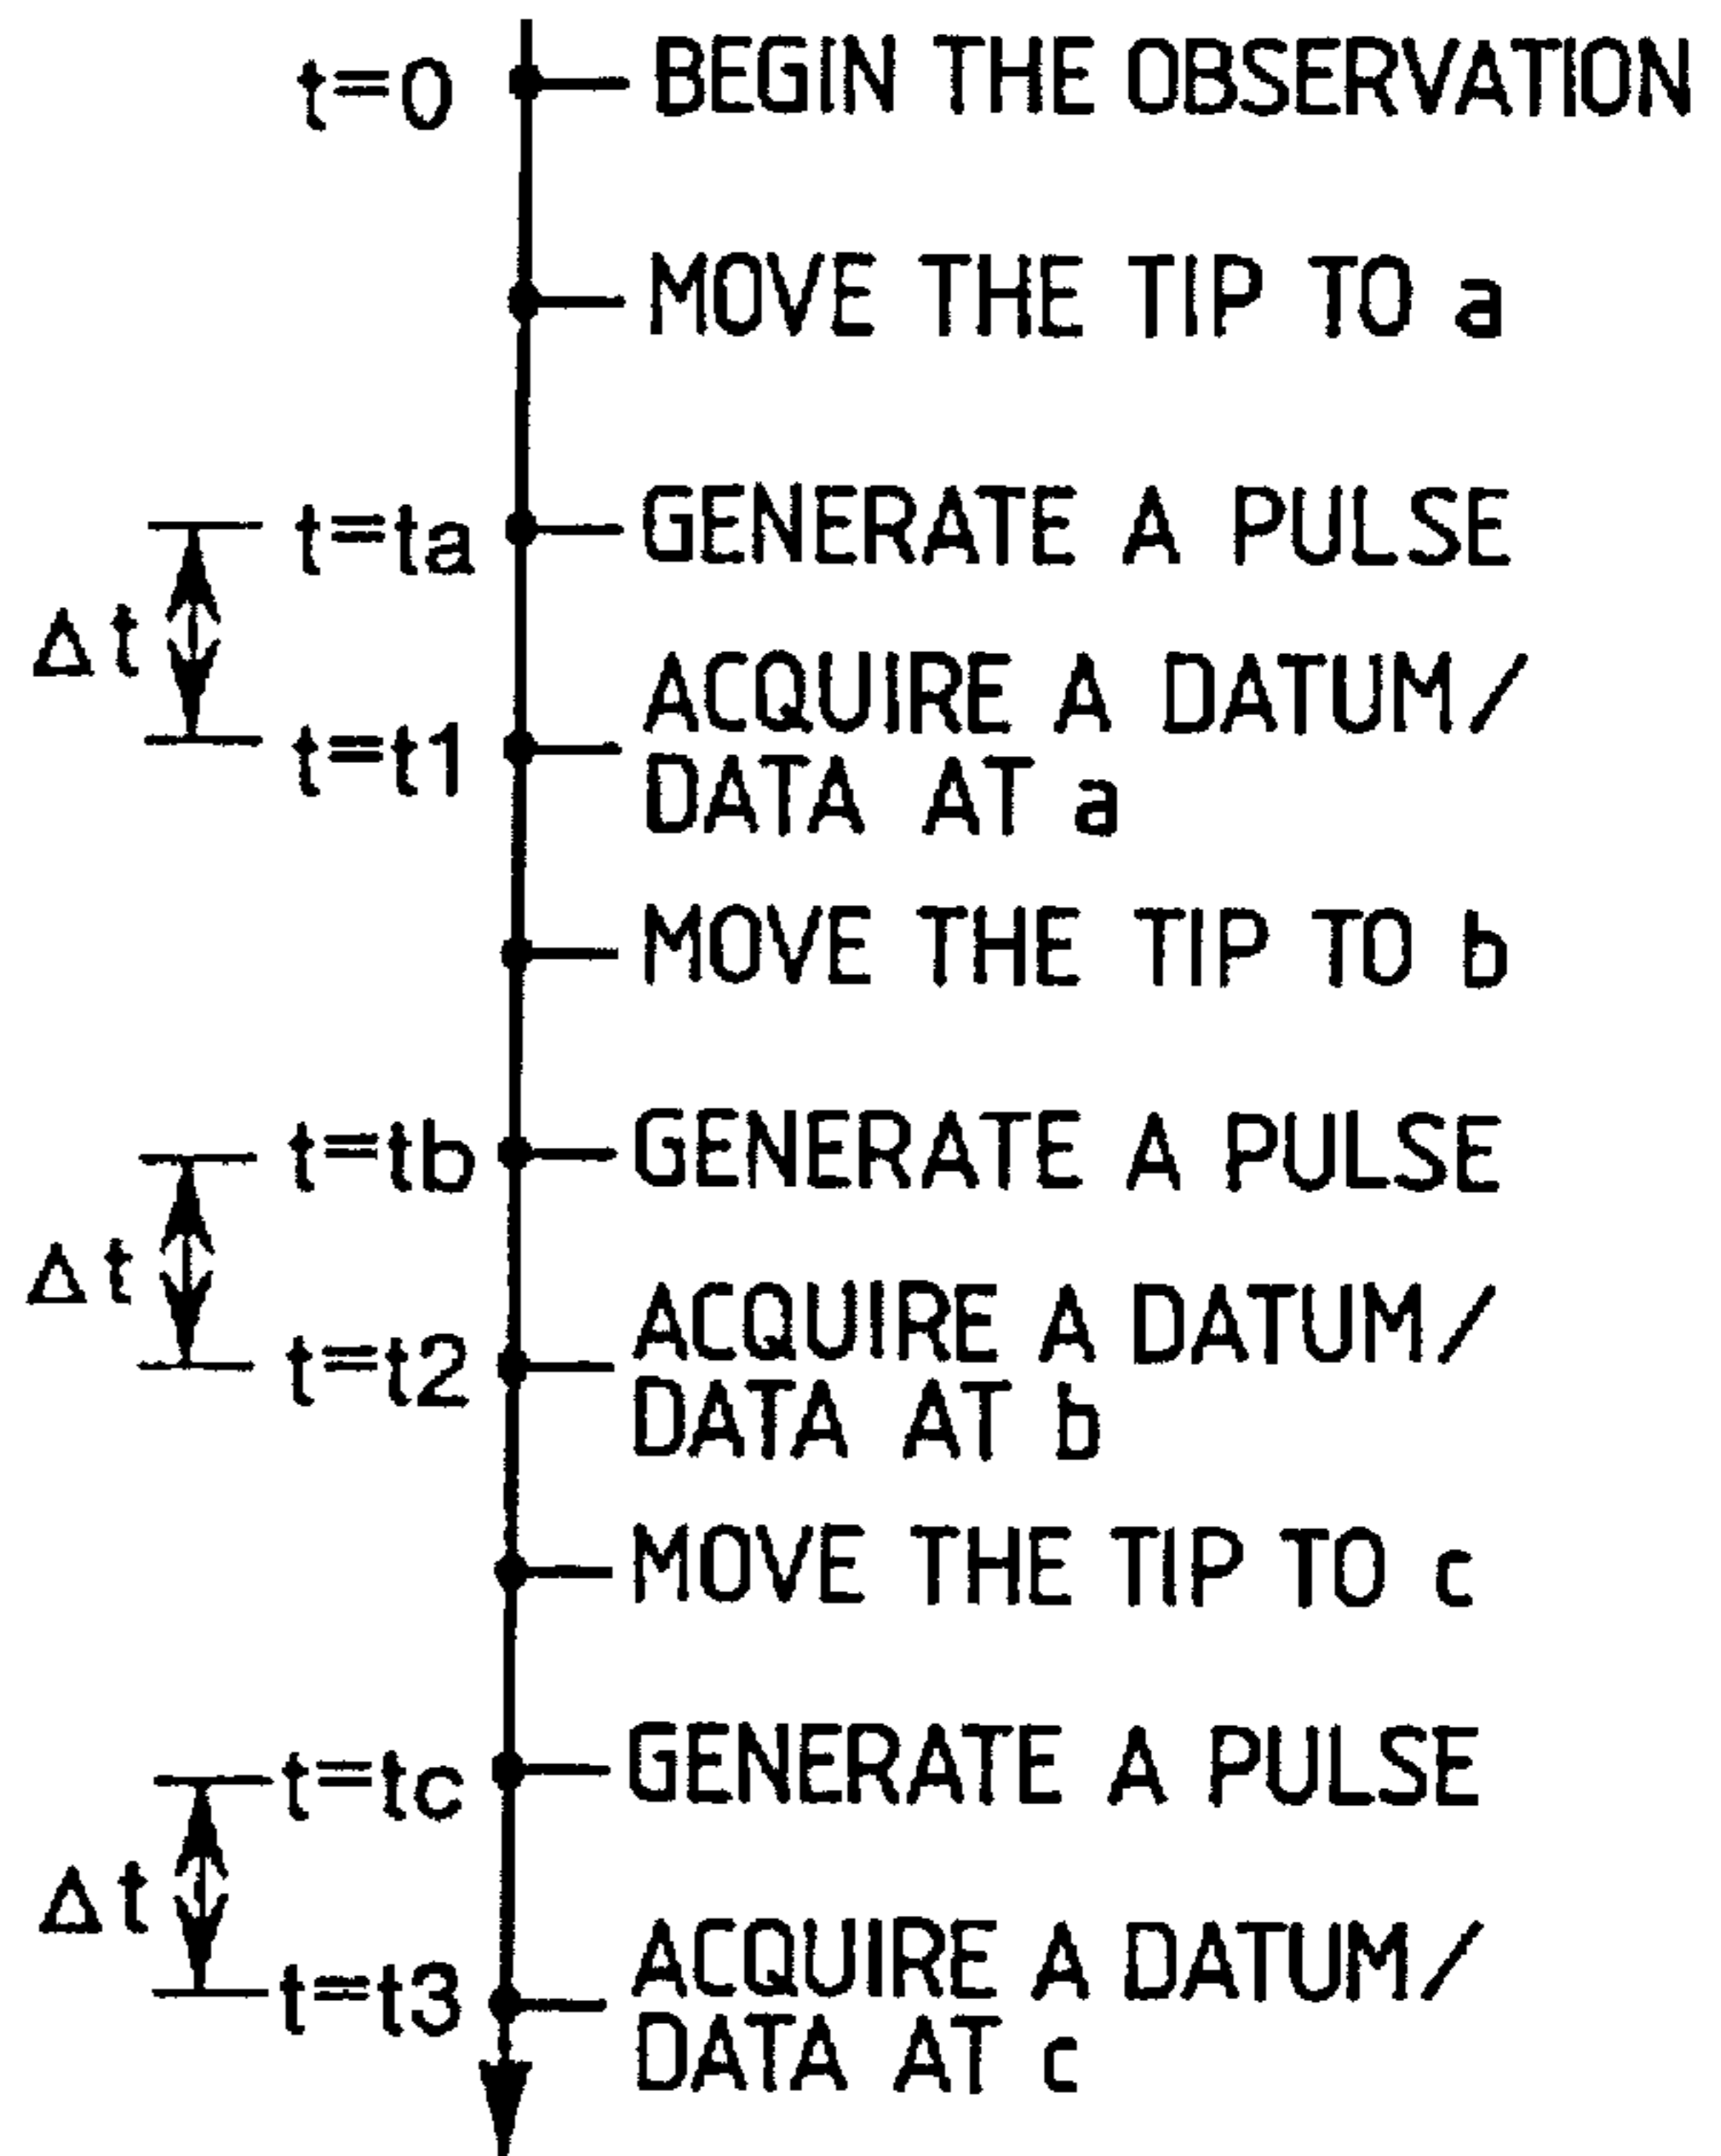 t=0 BEGIN THE OBSERVATION
MOVE THE TIP TO a
t=ta GENERATE A PULSE
Δt
t=t1 ACQUIRE A DATUM/
DATA AT a
MOVE THE TIP TO b
t=tb GENERATE A PULSE
Δt
t=t2 ACQUIRE A DATUM/
DATA AT b
MOVE THE TIP TO c
t=tc GENERATE A PULSE
Δt
t=t3 ACQUIRE A DATUM/
DATA AT c